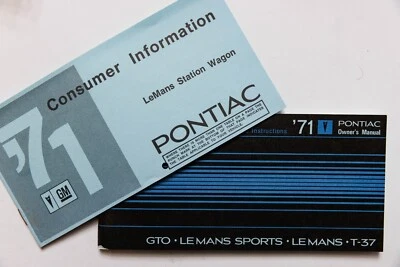 Consumer Information
LeMans Station Wagon
'71
GM
PONTIAC
instructions '71 PONTIAC
Owner's Manual
GTO · LE MANS SPORTS · LE MANS · T-37